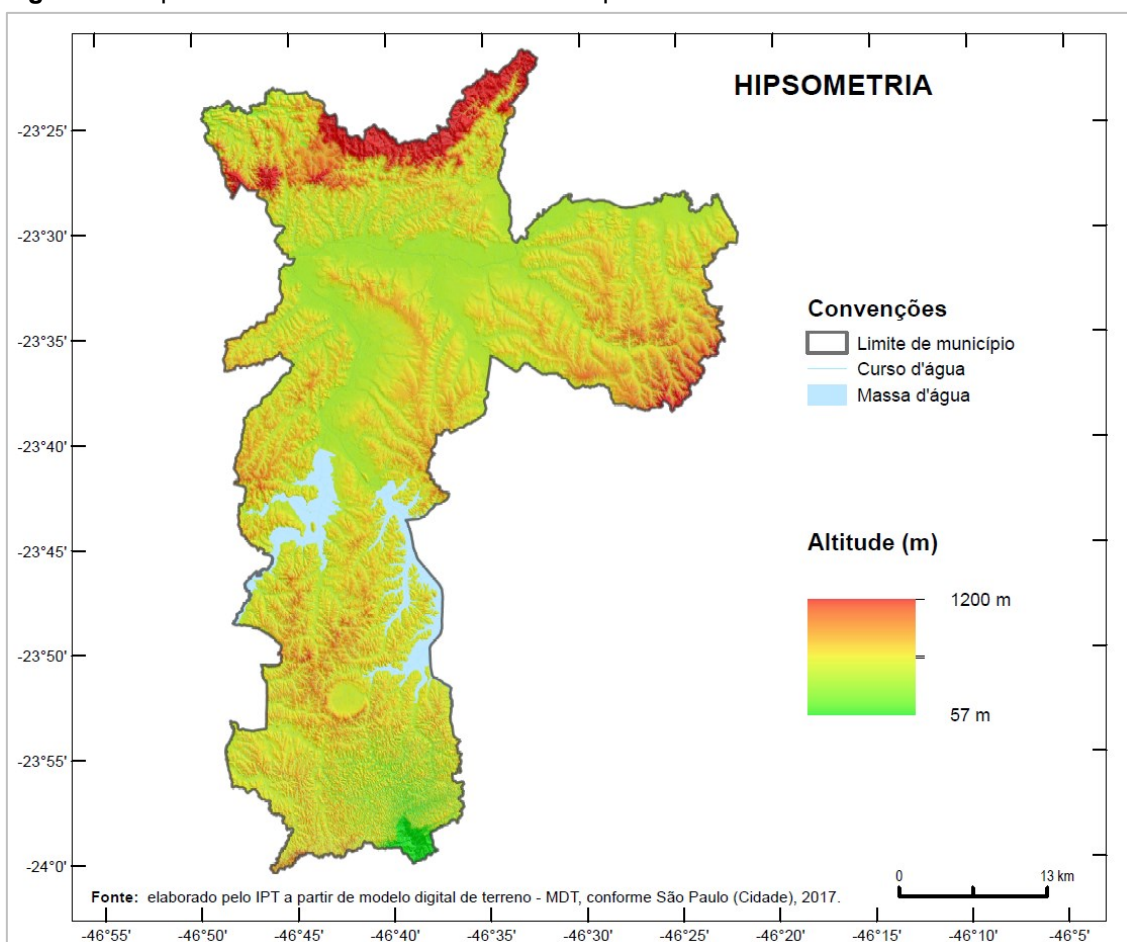 HIPSOMETRIA
-23°25'
-23°30'
-23°35'
-23°40'
-23°45'
-23°50'
-23°55'
-24°0'
Convenções
Limite de município
Curso d'água
Massa d'água
Altitude (m)
1200 m
57 m
0 13 km
Fonte: elaborado pelo IPT a partir de modelo digital de terreno - MDT, conforme São Paulo (Cidade), 2017.
-46°55' -46°50' -46°45' -46°40' -46°35' -46°30' -46°25' -46°20' -46°15' -46°10' -46°5'